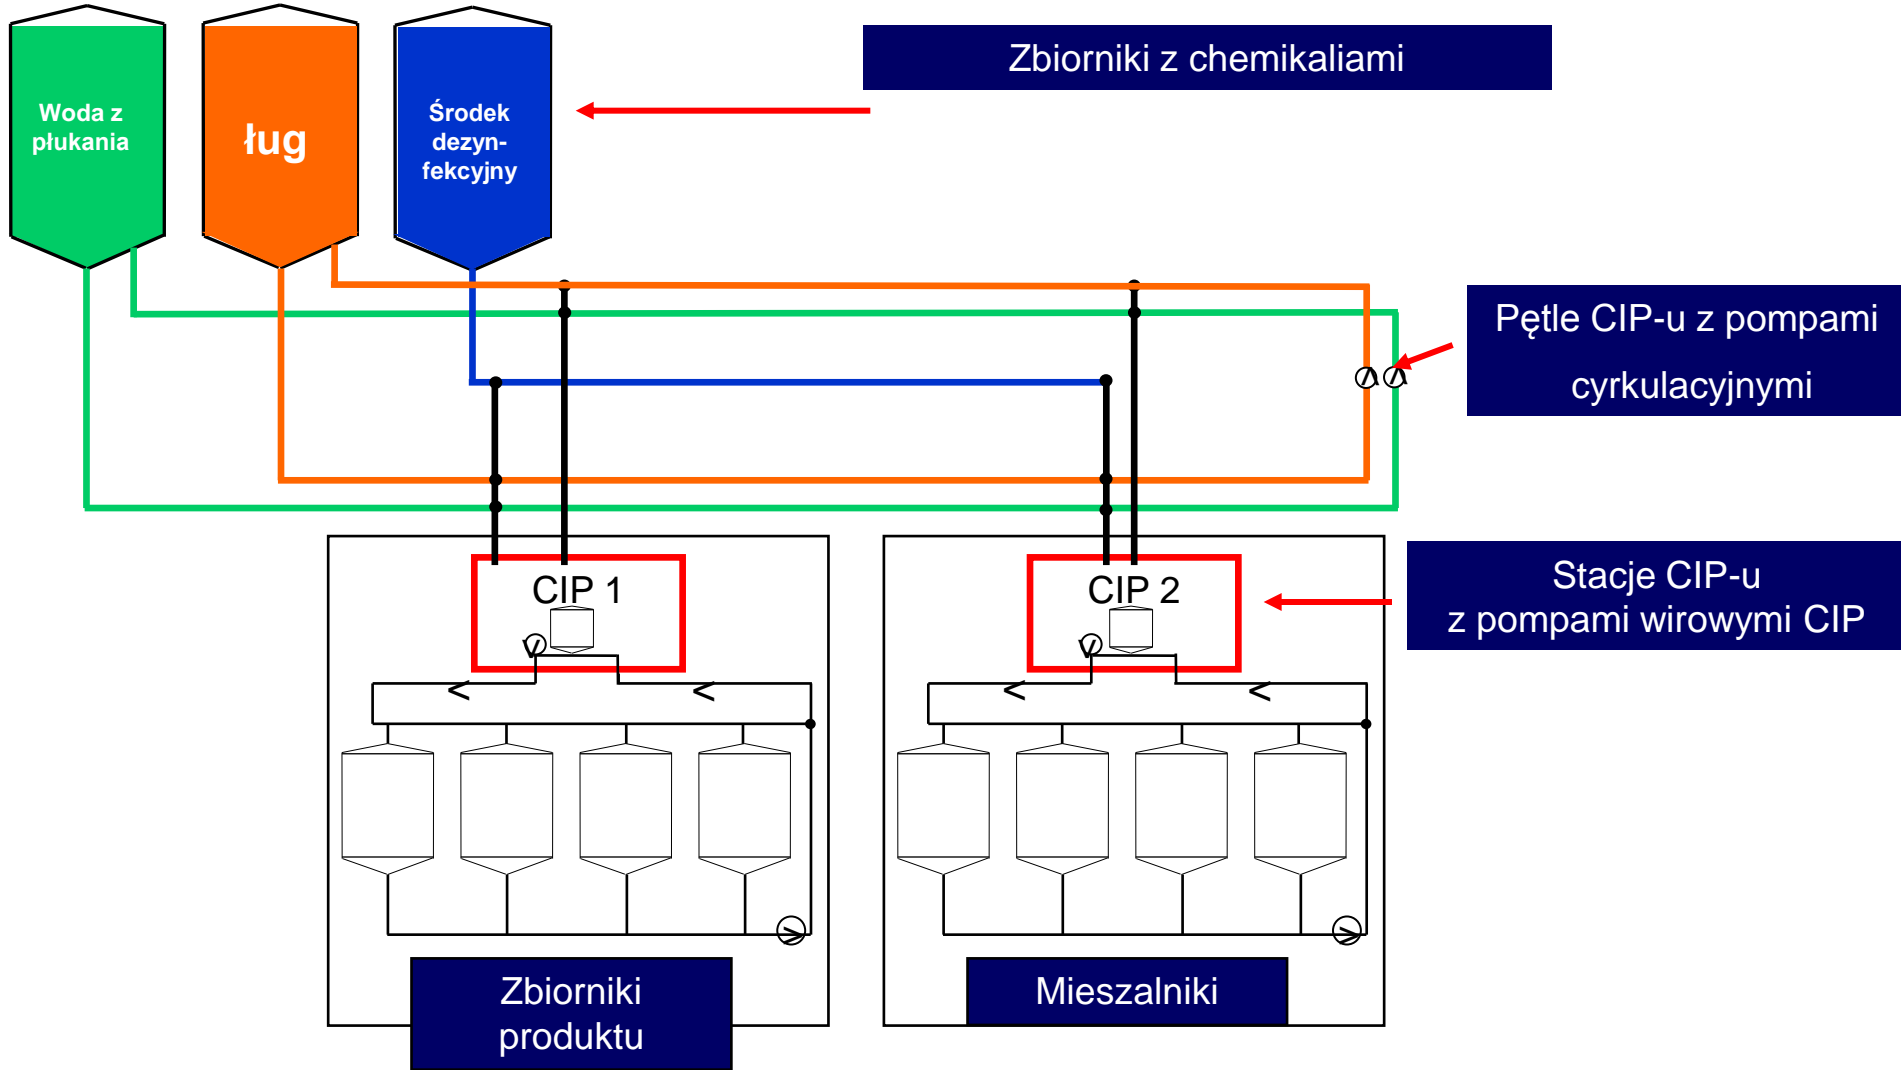 Zbiorniki z chemikaliami
Woda z
płukania
ług
Środek
dezyn-
fekcyjny
Pętle CIP-u z pompami
cyrkulacyjnymi
Stacje CIP-u
z pompami wirowymi CIP
CIP 1
CIP 2
Zbiorniki
produktu
Mieszalniki